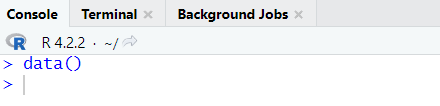 Console Terminal Background Jobs
R 4.2.2 · ~/
> data()
>